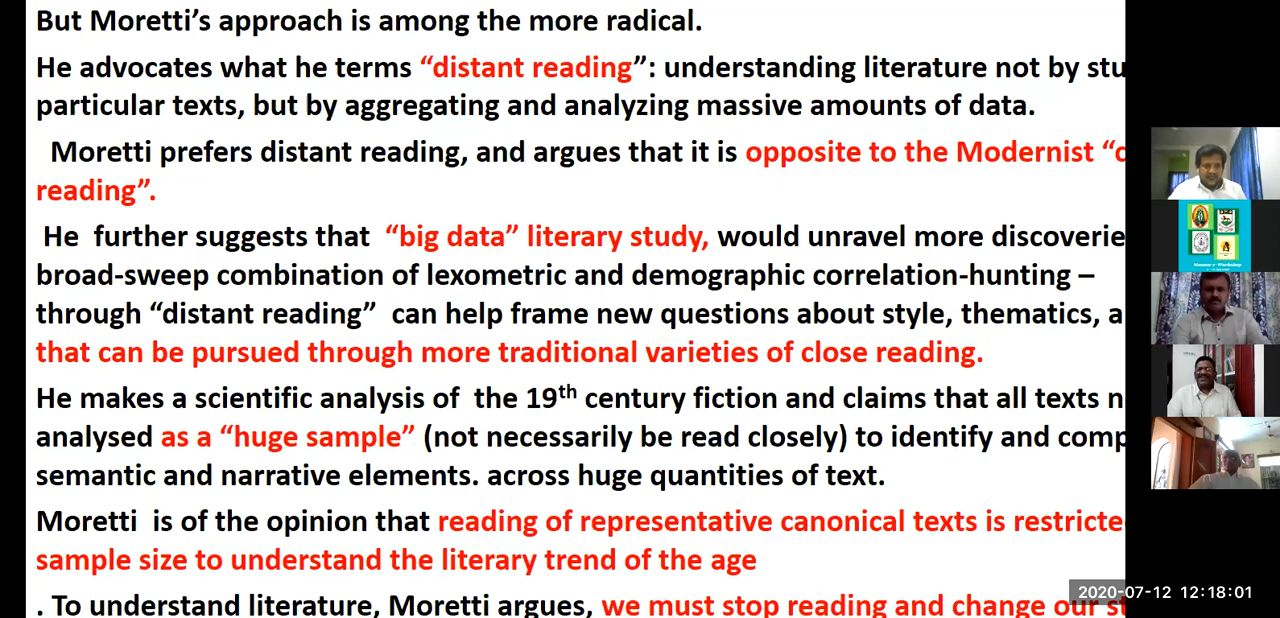 But Moretti’s approach is among the more radical.
He advocates what he terms “distant reading”: understanding literature not by
particular texts, but by aggregating and analyzing massive amounts of data.
Moretti prefers distant reading, and argues that it is opposite to the Modernist
reading”.
He further suggests that “big data” literary study, would unravel more
broad-sweep combination of lexometric and demographic correlation-hunting –
through “distant reading” can help frame new questions about style, thematics,
that can be pursued through more traditional varieties of close reading.
He makes a scientific analysis of the 19th century fiction and claims that all texts
analysed as a “huge sample” (not necessarily be read closely) to identify and
semantic and narrative elements. across huge quantities of text.
Moretti is of the opinion that reading of representative canonical texts is
sample size to understand the literary trend of the age
. To understand literature, Moretti argues, we must stop reading and change our
2020-07-12 12:18:01